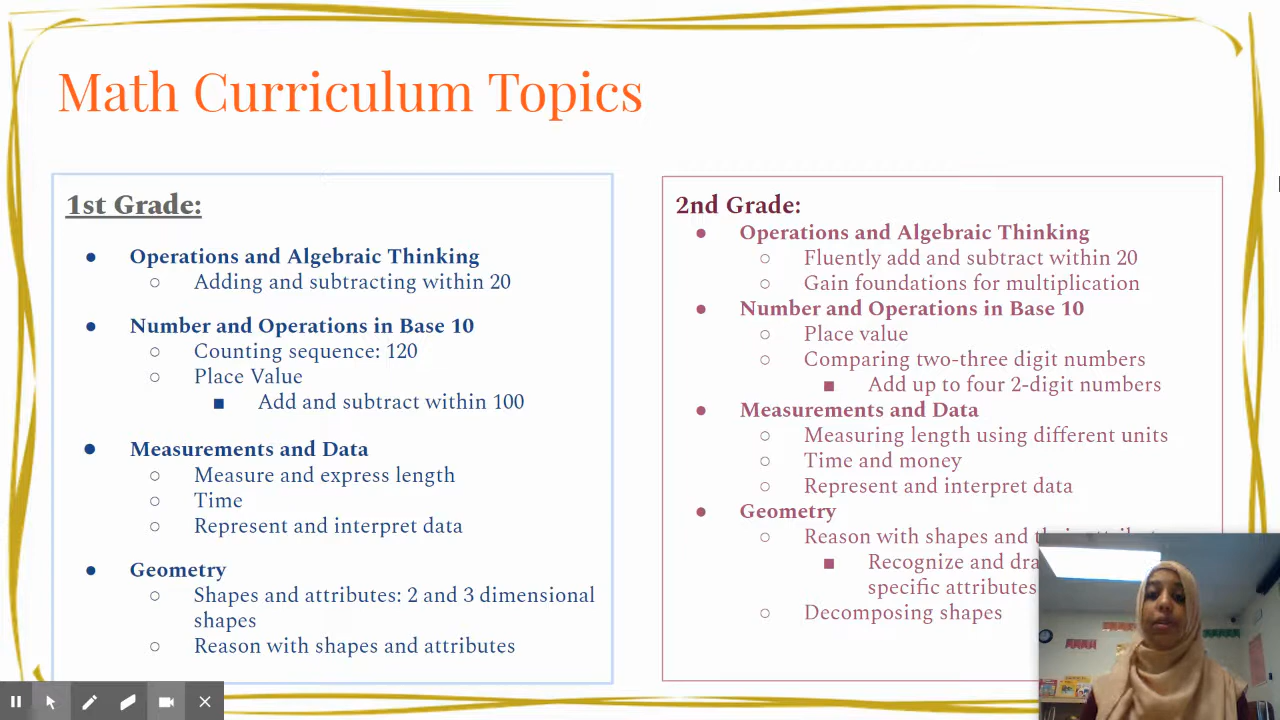 Math Curriculum Topics
1st Grade:
Operations and Algebraic Thinking
Adding and subtracting within 20
Number and Operations in Base 10
Counting sequence: 120
Place Value
Add and subtract within 100
Measurements and Data
Measure and express length
Time
Represent and interpret data
Geometry
Shapes and attributes: 2 and 3 dimensional
shapes
Reason with shapes and attributes
2nd Grade:
Operations and Algebraic Thinking
Fluently add and subtract within 20
Gain foundations for multiplication
Number and Operations in Base 10
Place value
Comparing two-three digit numbers
Add up to four 2-digit numbers
Measurements and Data
Measuring length using different units
Time and money
Represent and interpret data
Geometry
Reason with shapes and
Recognize and
specific attributes
Decomposing shapes